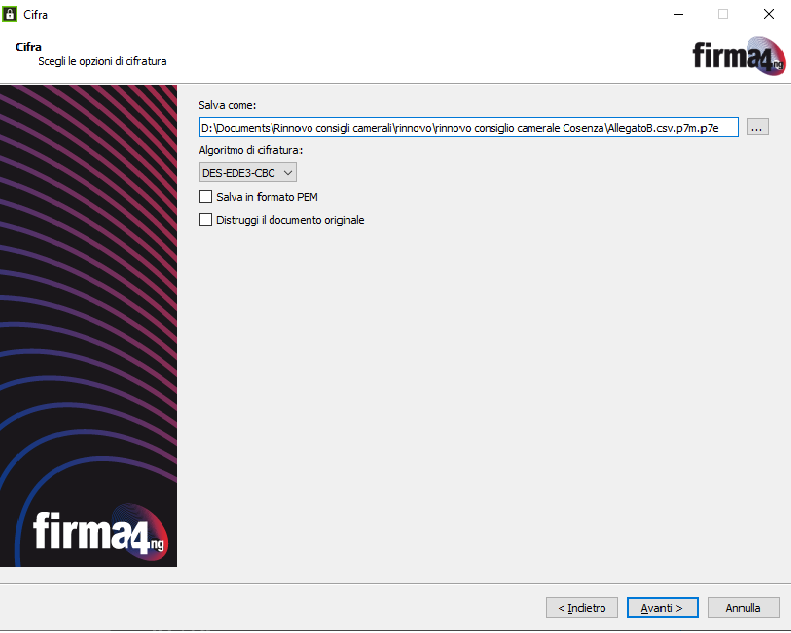 Cifra
Cifra
Scegli le opzioni di cifratura
firma4ng
Salva come:
D:\Documents\Rinnovo consigli camerali\rinnovo\rinnovo consiglio camerale Cosenza\AllegatoB.csv.p7m.p7e
...
Algoritmo di cifratura:
DES-EDE3-CBC
Salva in formato PEM
Distruggi il documento originale
firma4ng
< Indietro
Avanti >
Annulla